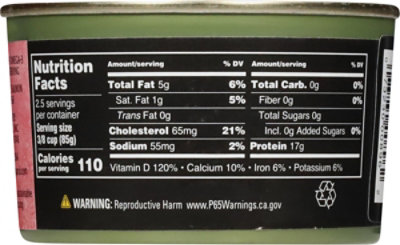 Nutrition
Facts
2.5 servings
per container
Serving size
3/8 cup (85g)
Calories
per serving 110
Amount/serving % DV
Total Fat 5g 6%
Sat. Fat 1g 5%
Trans Fat 0g
Cholesterol 65mg 21%
Sodium 55mg 2%
Amount/serving % DV
Total Carb. 0g 0%
Fiber 0g 0%
Total Sugars 0g
Incl. 0g Added Sugars 0%
Protein 17g
Vitamin D 120% • Calcium 10% • Iron 6% • Potassium 6%
WARNING: Reproductive Harm www.P65Warnings.ca.gov